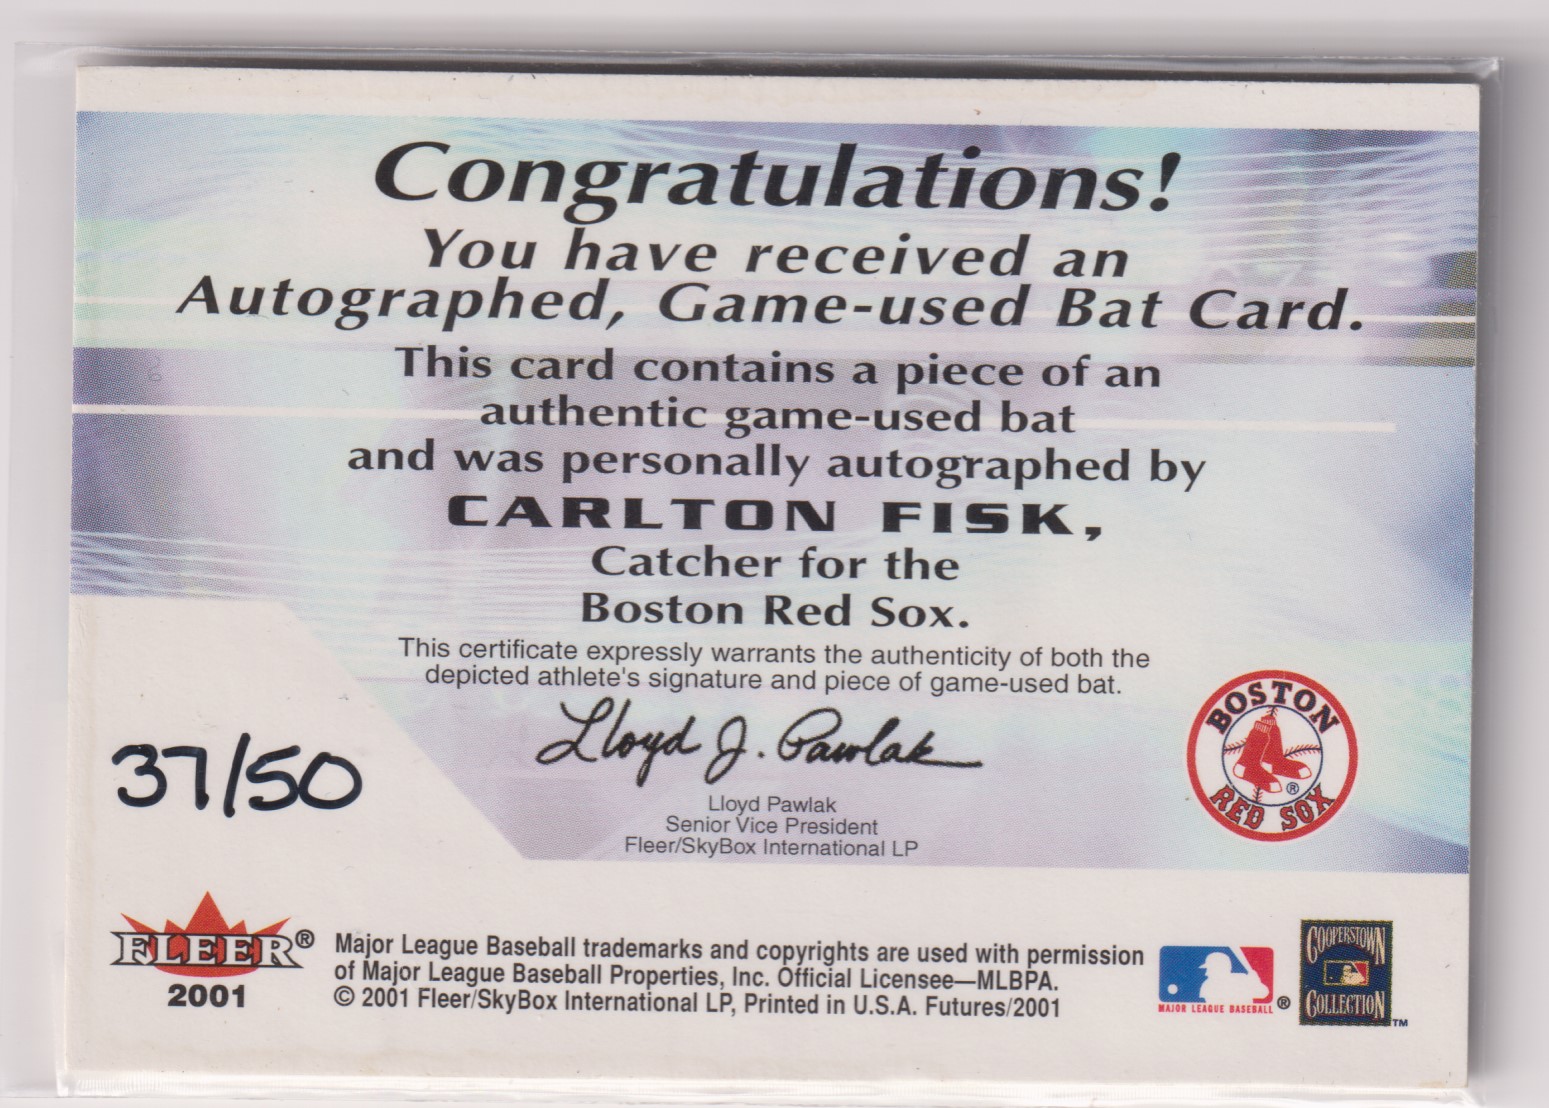 Congratulations!
You have received an
Autographed, Game-used Bat Card.
This card contains a piece of an
authentic game-used bat
and was personally autographed by
CARLTON FISK,
Catcher for the
Boston Red Sox.
This certificate expressly warrants the authenticity of both the
depicted athlete's signature and piece of game-used bat.
Lloyd J. Pawlak
Lloyd Pawlak
Senior Vice President
Fleer/SkyBox International LP
37/50
BOSTON
RED SOX
®
FLEER®
2001
Major League Baseball trademarks and copyrights are used with permission
of Major League Baseball Properties, Inc. Official Licensee—MLBPA.
© 2001 Fleer/SkyBox International LP, Printed in U.S.A. Futures/2001
MAJOR LEAGUE BASEBALL®
COOPERSTOWN
COLLECTION
TM